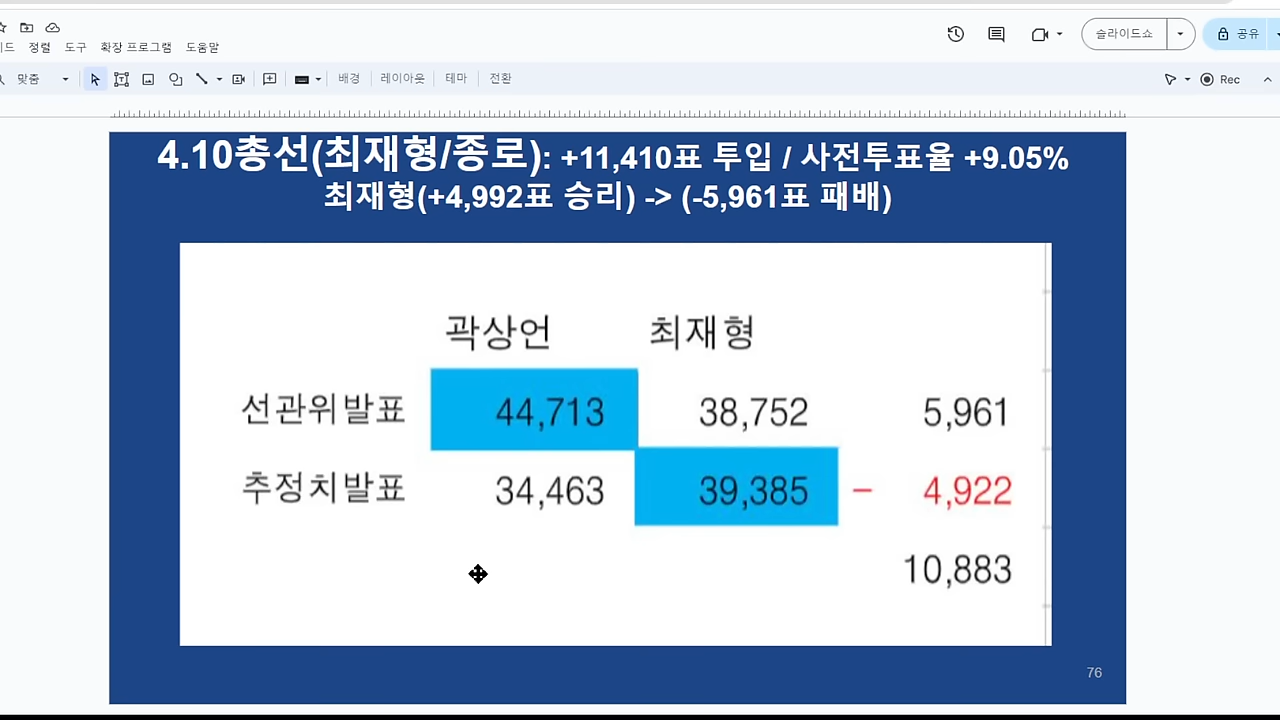 이드 정렬 도구 확장 프로그램 도움말
슬라이드쇼
공유
맞춤
배경 레이아웃 테마 전환
Rec
4.10총선(최재형/종로): +11,410표 투입 / 사전투표율 +9.05%
최재형(+4,992표 승리) -> (-5,961표 패배)
곽상언 최재형
선관위발표 44,713 38,752 5,961
추정치발표 34,463 39,385 - 4,922
10,883
76